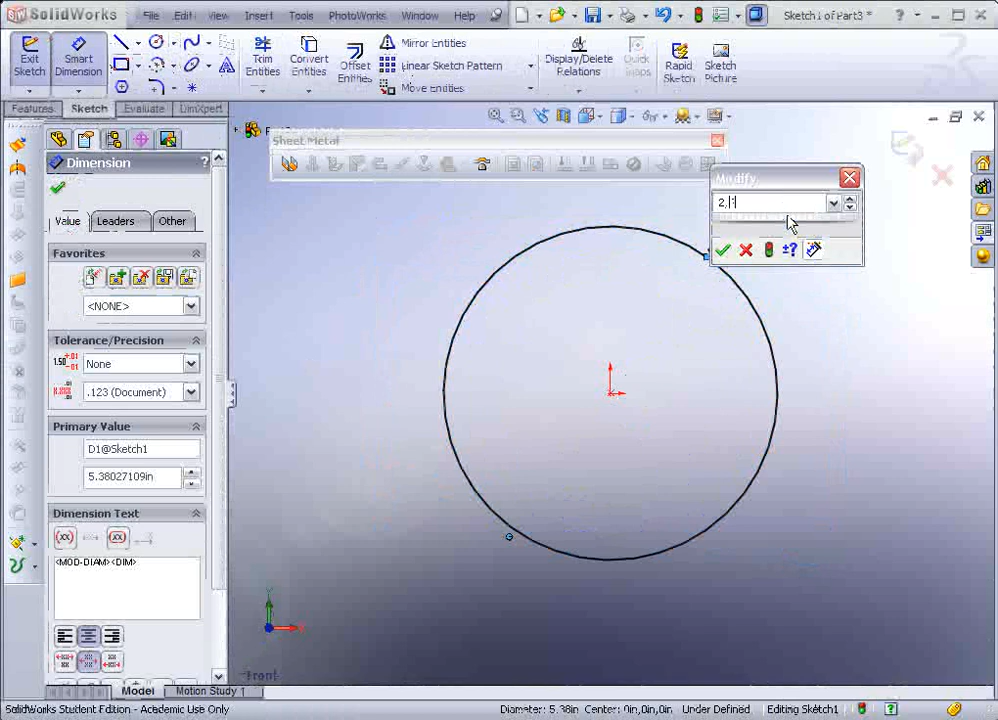 SolidWorks
File Edit View Insert Tools PhotoWorks Window Help
Sketch1 of Part3 *
?
Exit Sketch
Smart Dimension
Trim Entities
Convert Entities
Offset Entities
Mirror Entities
Linear Sketch Pattern
Move Entities
Display/Delete Relations
Quick Snaps
Rapid Sketch
Sketch Picture
Features Sketch Evaluate DimXpert
Sheet Metal
Dimension ?
Modify
Value Leaders Other
Favorites
<NONE>
Tolerance/Precision
None
.123 (Document)
Primary Value
D1@Sketch1
5.38027109in
Dimension Text
<MOD-DIAM><DIM>
*Front
Model Motion Study 1
SolidWorks Student Edition - Academic Use Only
Diameter: 5.38in Center: 0in,0in,0in Under Defined Editing Sketch1